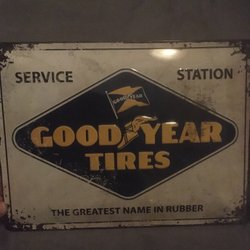 SERVICE STATION
GOODYEAR
GOOD YEAR
TIRES
THE GREATEST NAME IN RUBBER